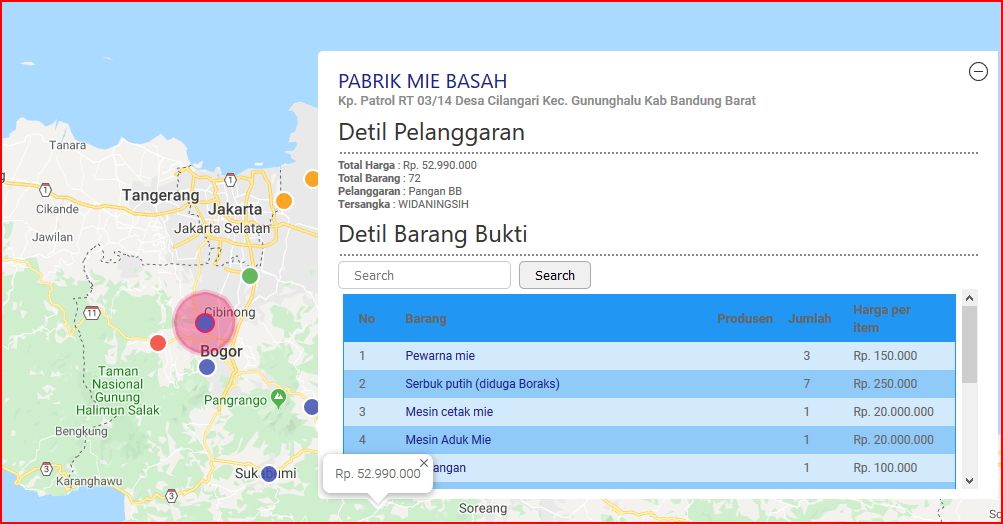 PABRIK MIE BASAH
Kp. Patrol RT 03/14 Desa Cilangari Kec. Gununghalu Kab Bandung Barat
Detil Pelanggaran
Total Harga : Rp. 52.990.000
Total Barang : 72
Pelanggaran : Pangan BB
Tersangka : WIDANINGSIH
Detil Barang Bukti
Search Search
No Barang Produsen Jumlah Harga per item
1 Pewarna mie 3 Rp. 150.000
2 Serbuk putih (diduga Boraks) 7 Rp. 250.000
3 Mesin cetak mie 1 Rp. 20.000.000
4 Mesin Aduk Mie 1 Rp. 20.000.000
angan 1 Rp. 100.000
Rp. 52.990.000
Tanara
1
1
Cikande
Tangerang
Jakarta
Jakarta Selatan
Jawilan
11
Cibinong
Bogor
Taman
Nasional
Gunung
Halimun Salak
Pangrango
Bengkung
3
Karanghawu
Sukabumi
3
Soreang